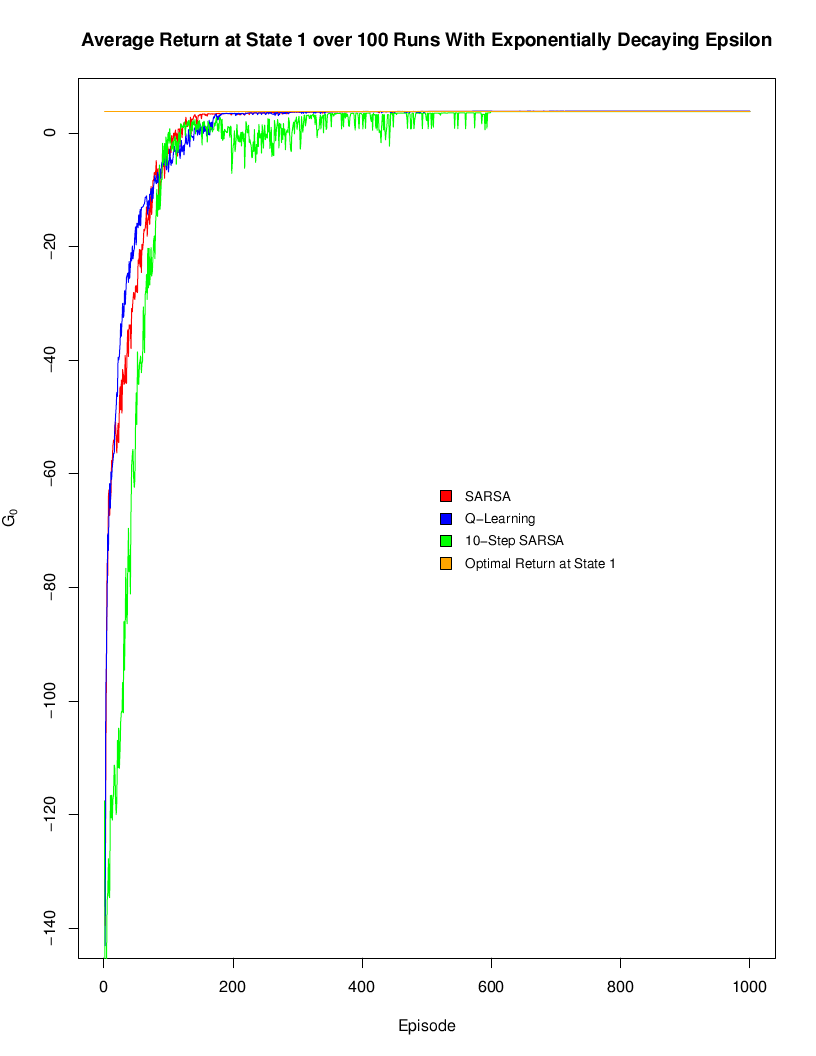 Average Return at State 1 over 100 Runs With Exponentially Decaying Epsilon
G₀
0
−20
−40
−60
−80
−100
−120
−140
SARSA
Q−Learning
10−Step SARSA
Optimal Return at State 1
0 200 400 600 800 1000
Episode